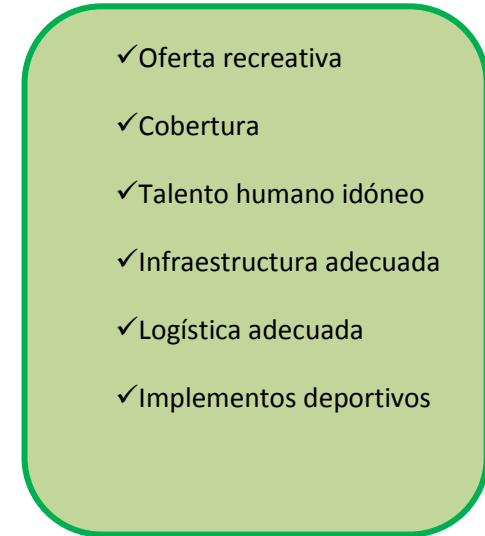 ✓Oferta recreativa
✓Cobertura
✓Talento humano idóneo
✓Infraestructura adecuada
✓Logística adecuada
✓Implementos deportivos